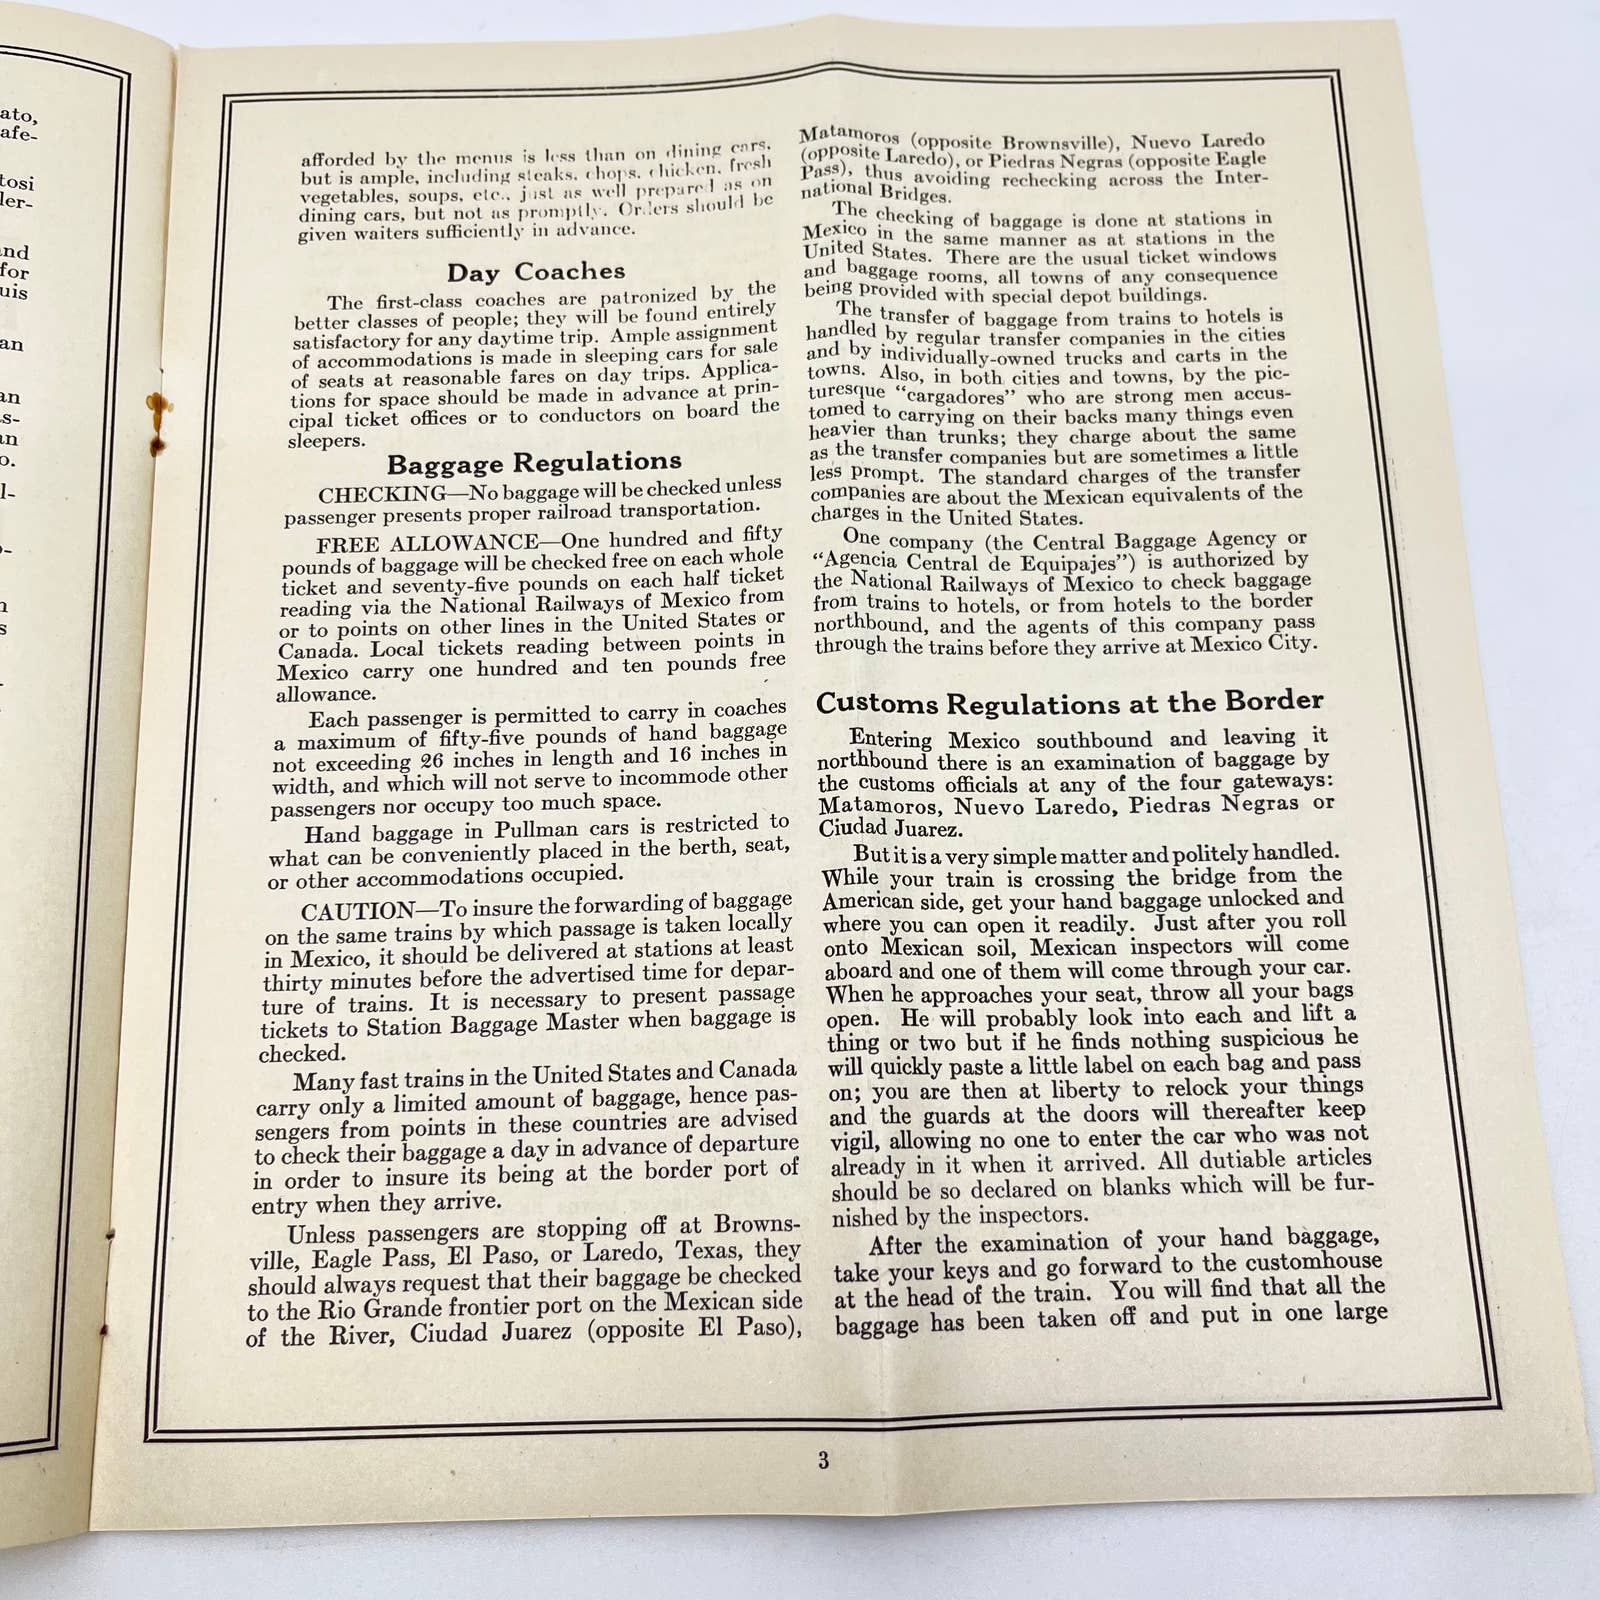 ato,
afe-
tosi
ler-
nd
for
uis
an
an
s-
an
o.
l-
afforded by the menus is less than on dining cars,
but is ample, including steaks, chops, chicken, fresh
vegetables, soups, etc., just as well prepared as on
dining cars, but not as promptly. Orders should be
given waiters sufficiently in advance.
Day Coaches
The first-class coaches are patronized by the
better classes of people; they will be found entirely
satisfactory for any daytime trip. Ample assignment
of accommodations is made in sleeping cars for sale
of seats at reasonable fares on day trips. Applica-
tions for space should be made in advance at prin-
cipal ticket offices or to conductors on board the
sleepers.
Baggage Regulations
CHECKING—No baggage will be checked unless
passenger presents proper railroad transportation.
FREE ALLOWANCE—One hundred and fifty
pounds of baggage will be checked free on each whole
ticket and seventy-five pounds on each half ticket
reading via the National Railways of Mexico from
or to points on other lines in the United States or
Canada. Local tickets reading between points in
Mexico carry one hundred and ten pounds free
allowance.
Each passenger is permitted to carry in coaches
a maximum of fifty-five pounds of hand baggage
not exceeding 26 inches in length and 16 inches in
width, and which will not serve to incommode other
passengers nor occupy too much space.
Hand baggage in Pullman cars is restricted to
what can be conveniently placed in the berth, seat,
or other accommodations occupied.
CAUTION—To insure the forwarding of baggage
on the same trains by which passage is taken locally
in Mexico, it should be delivered at stations at least
thirty minutes before the advertised time for depar-
ture of trains. It is necessary to present passage
tickets to Station Baggage Master when baggage is
checked.
Many fast trains in the United States and Canada
carry only a limited amount of baggage, hence pas-
sengers from points in these countries are advised
to check their baggage a day in advance of departure
in order to insure its being at the border port of
entry when they arrive.
Unless passengers are stopping off at Browns-
ville, Eagle Pass, El Paso, or Laredo, Texas, they
should always request that their baggage be checked
to the Rio Grande frontier port on the Mexican side
of the River, Ciudad Juarez (opposite El Paso),
Matamoros (opposite Brownsville), Nuevo Laredo
(opposite Laredo), or Piedras Negras (opposite Eagle
Pass), thus avoiding rechecking across the Inter-
national Bridges.
The checking of baggage is done at stations in
Mexico in the same manner as at stations in the
United States. There are the usual ticket windows
and baggage rooms, all towns of any consequence
being provided with special depot buildings.
The transfer of baggage from trains to hotels is
handled by regular transfer companies in the cities
and by individually-owned trucks and carts in the
towns. Also, in both cities and towns, by the pic-
turesque "cargadores" who are strong men accus-
tomed to carrying on their backs many things even
heavier than trunks; they charge about the same
as the transfer companies but are sometimes a little
less prompt. The standard charges of the transfer
companies are about the Mexican equivalents of the
charges in the United States.
One company (the Central Baggage Agency or
"Agencia Central de Equipajes") is authorized by
the National Railways of Mexico to check baggage
from trains to hotels, or from hotels to the border
northbound, and the agents of this company pass
through the trains before they arrive at Mexico City.
Customs Regulations at the Border
Entering Mexico southbound and leaving it
northbound there is an examination of baggage by
the customs officials at any of the four gateways:
Matamoros, Nuevo Laredo, Piedras Negras or
Ciudad Juarez.
But it is a very simple matter and politely handled.
While your train is crossing the bridge from the
American side, get your hand baggage unlocked and
where you can open it readily. Just after you roll
onto Mexican soil, Mexican inspectors will come
aboard and one of them will come through your car.
When he approaches your seat, throw all your bags
open. He will probably look into each and lift a
thing or two but if he finds nothing suspicious he
will quickly paste a little label on each bag and pass
on; you are then at liberty to relock your things
and the guards at the doors will thereafter keep
vigil, allowing no one to enter the car who was not
already in it when it arrived. All dutiable articles
should be so declared on blanks which will be fur-
nished by the inspectors.
After the examination of your hand baggage,
take your keys and go forward to the customhouse
at the head of the train. You will find that all the
baggage has been taken off and put in one large
3